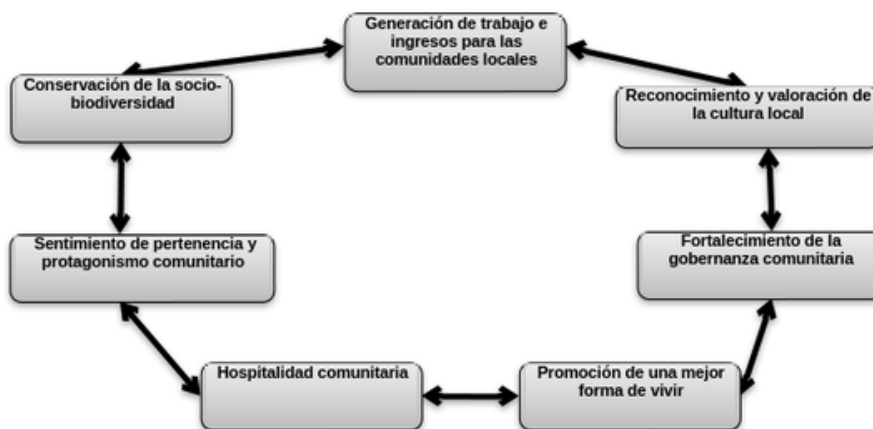 Generación de trabajo e
ingresos para las
comunidades locales
Conservación de la socio-
biodiversidad
Reconocimiento y valoración de
la cultura local
Sentimiento de pertenencia y
protagonismo comunitario
Fortalecimiento de la
gobernanza comunitaria
Hospitalidad comunitaria
Promoción de una mejor
forma de vivir